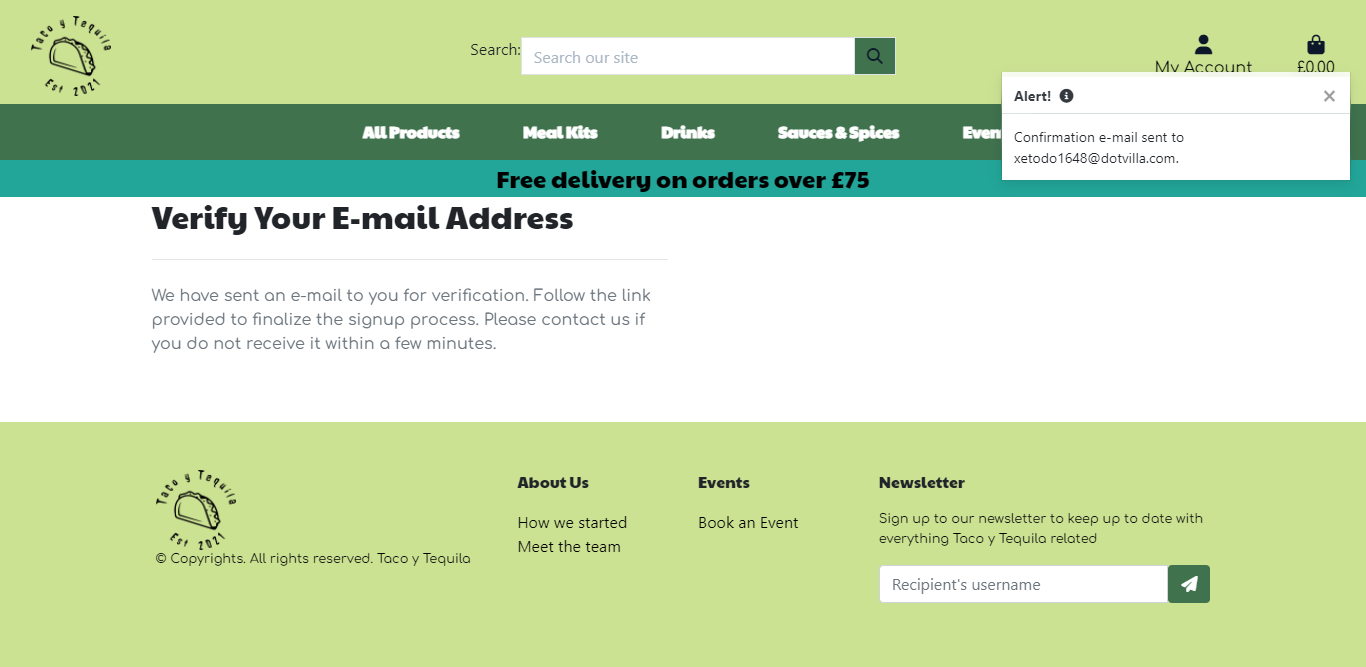 Taco y Tequila
Est 2021
Search:
Search our site
My Account
£0.00
Alert!
×
Confirmation e-mail sent to
xetodo1648@dotvilla.com.
All Products
Meal Kits
Drinks
Sauces & Spices
Free delivery on orders over £75
Verify Your E-mail Address
We have sent an e-mail to you for verification. Follow the link
provided to finalize the signup process. Please contact us if
you do not receive it within a few minutes.
Taco y Tequila
Est 2021
© Copyrights. All rights reserved. Taco y Tequila
About Us
How we started
Meet the team
Events
Book an Event
Newsletter
Sign up to our newsletter to keep up to date with
everything Taco y Tequila related
Recipient's username